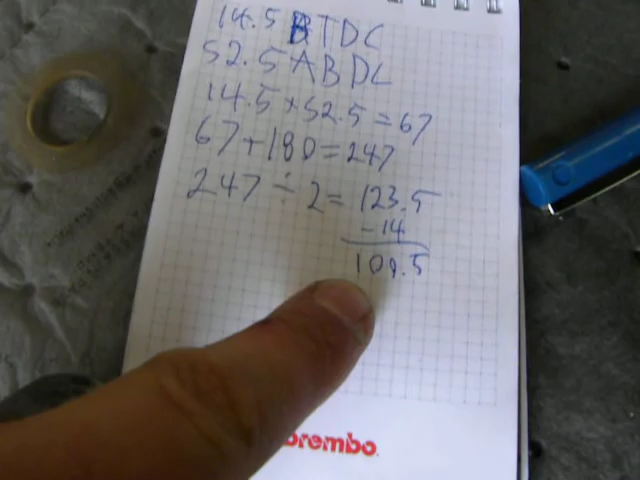 14.5 BTDC
52.5 ABDC
14.5 + 52.5 = 67
67 + 180 = 247
247 ÷ 2 = 123.5
-14
109.5
brembo